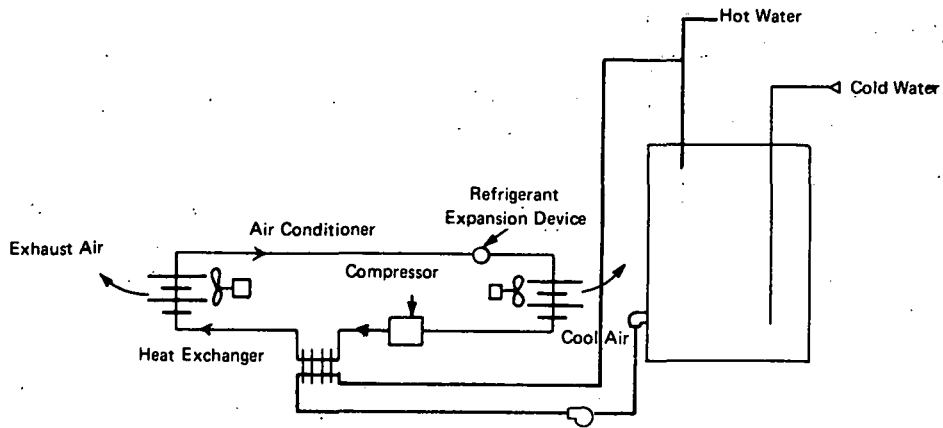 Hot Water
Cold Water
Refrigerant
Expansion Device
Air Conditioner
Exhaust Air
Compressor
Cool Air
Heat Exchanger